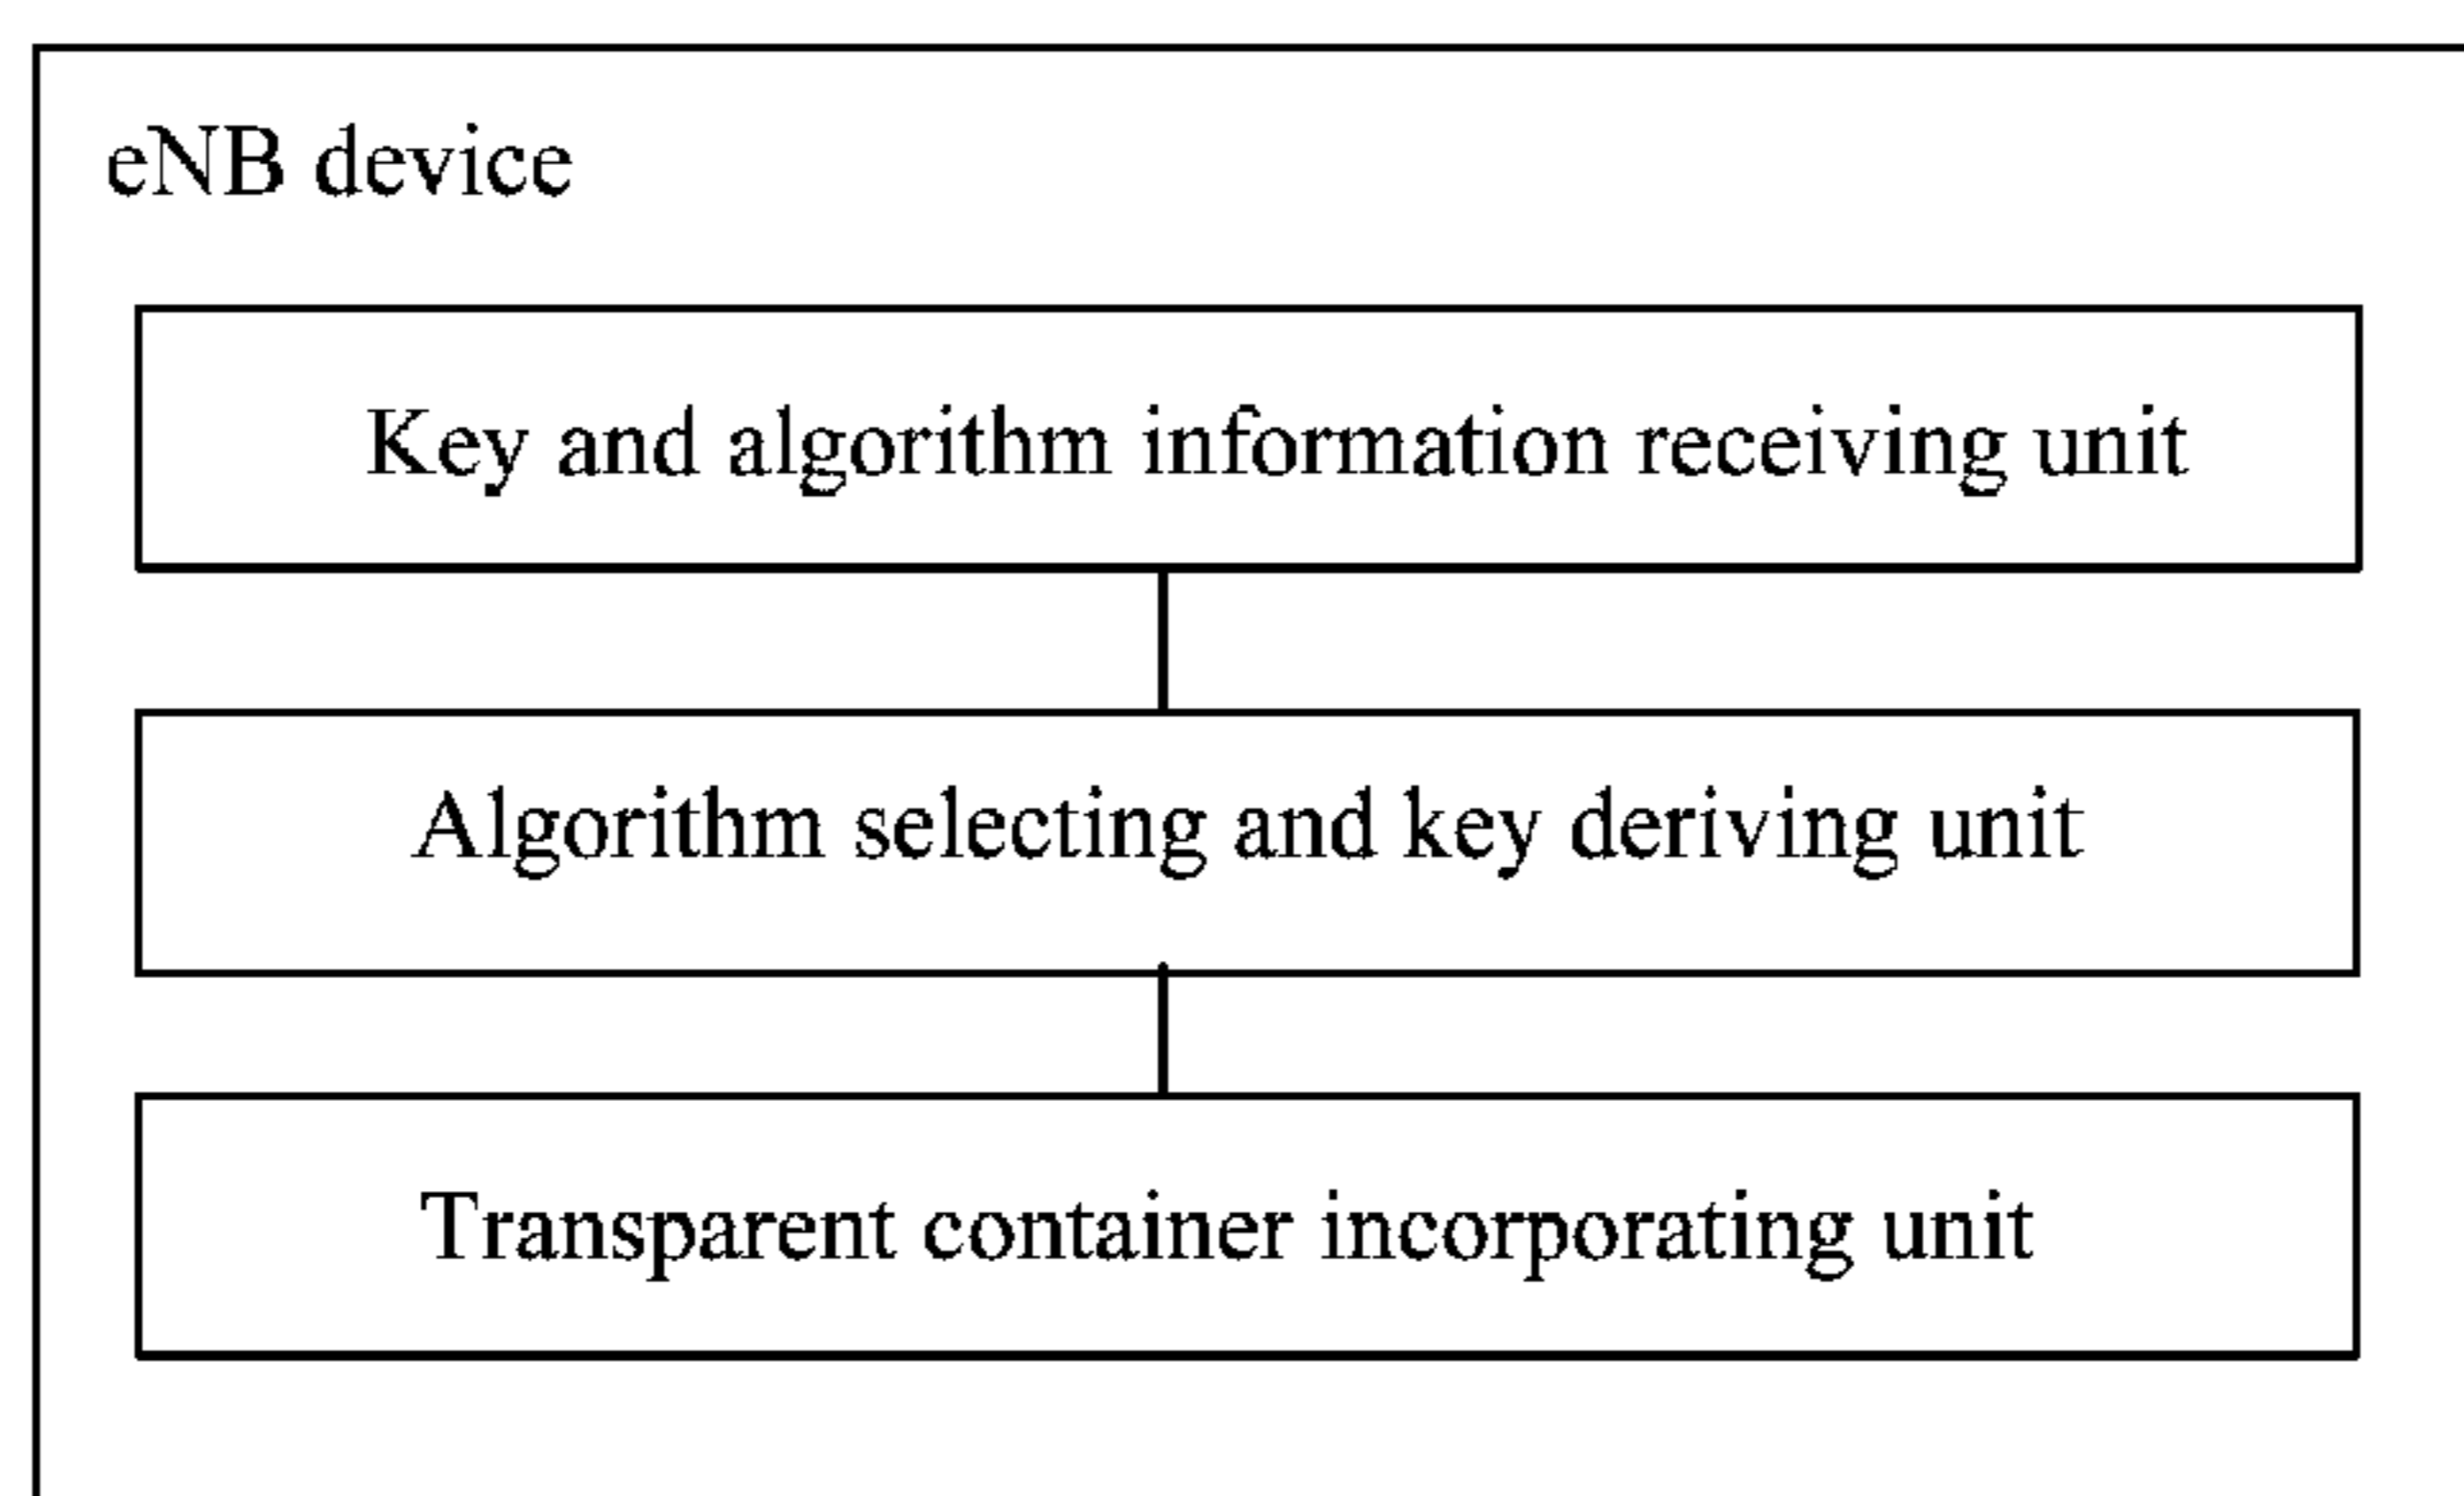 eNB device
Key and algorithm information receiving unit
Algorithm selecting and key deriving unit
Transparent container incorporating unit